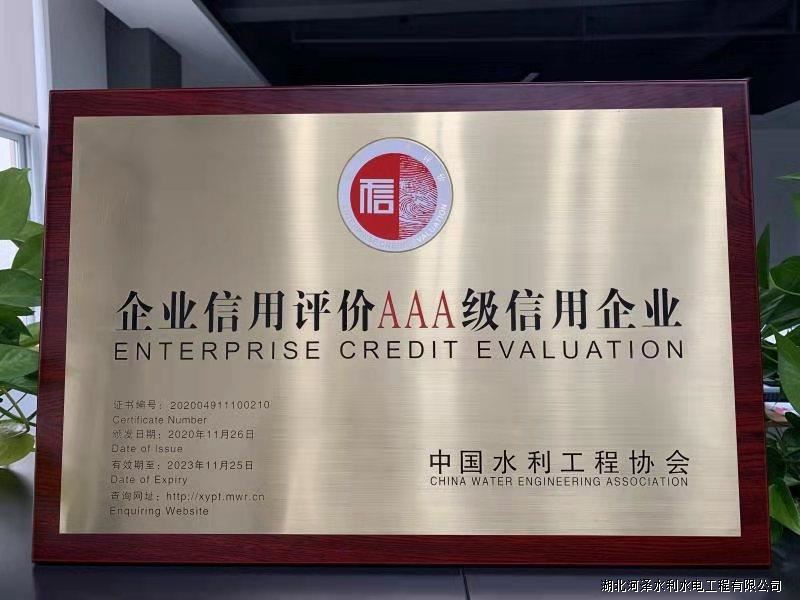 信
ENTERPRISE CREDIT EVALUATION
企业信用评价AAA级信用企业
ENTERPRISE CREDIT EVALUATION
证书编号：202004911100210
Certificate Number
颁发日期：2020年11月26日
Date of Issue
有效期至：2023年11月25日
Date of Expiry
查询网址：http://xypt.mwr.cn
Enquiring Website
中国水利工程协会
CHINA WATER ENGINEERING ASSOCIATION
湖北河泽水利水电工程有限公司